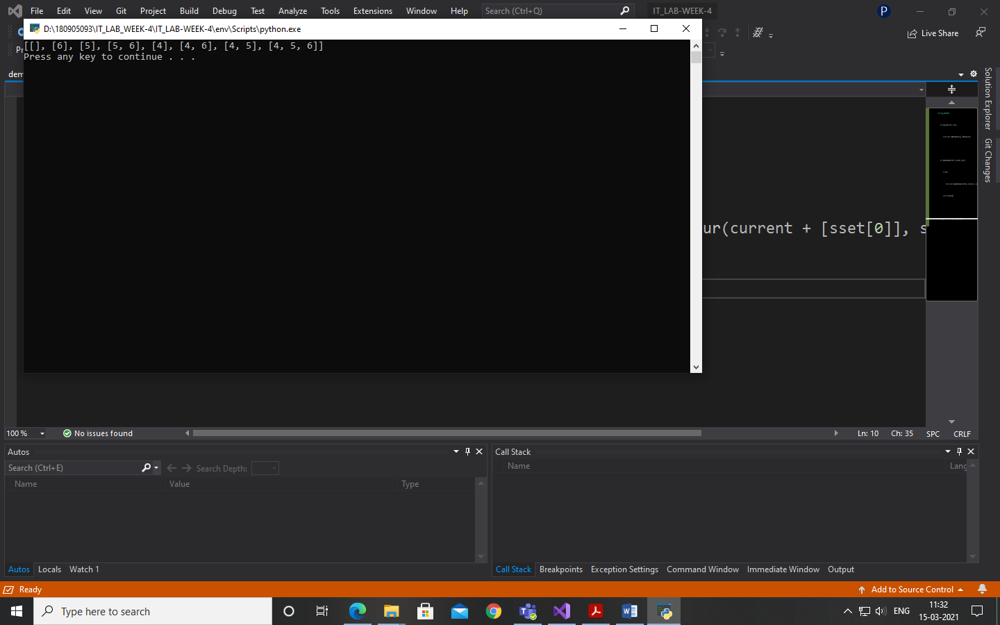 File Edit View Git Project Build Debug Test Analyze Tools Extensions Window Help Search (Ctrl+Q) IT_LAB-WEEK-4 P
D:\180905093\IT_LAB_WEEK-4\IT_LAB-WEEK-4\env\Scripts\python.exe
Live Share
[[], [6], [5], [5, 6], [4], [4, 6], [4, 5], [4, 5, 6]]
Press any key to continue . . .
Pr
dem
Solution Explorer
Git Changes
ur(current + [sset[0]], s
100 % No issues found Ln: 10 Ch: 35 SPC CRLF
Autos
Search (Ctrl+E) Search Depth:
Name Value Type
Call Stack
Name Lang
Autos Locals Watch 1
Call Stack Breakpoints Exception Settings Command Window Immediate Window Output
Ready Add to Source Control
Type here to search
ENG
11:32
15-03-2021